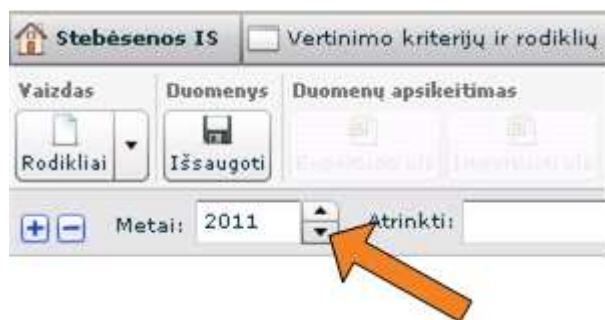 Stebėsenos IS Vertinimo kriterijų ir rodiklių
Vaizdas Duomenys Duomenų apsikeitimas
Rodikliai Išsaugoti
Metai: 2011 Atrinkti: